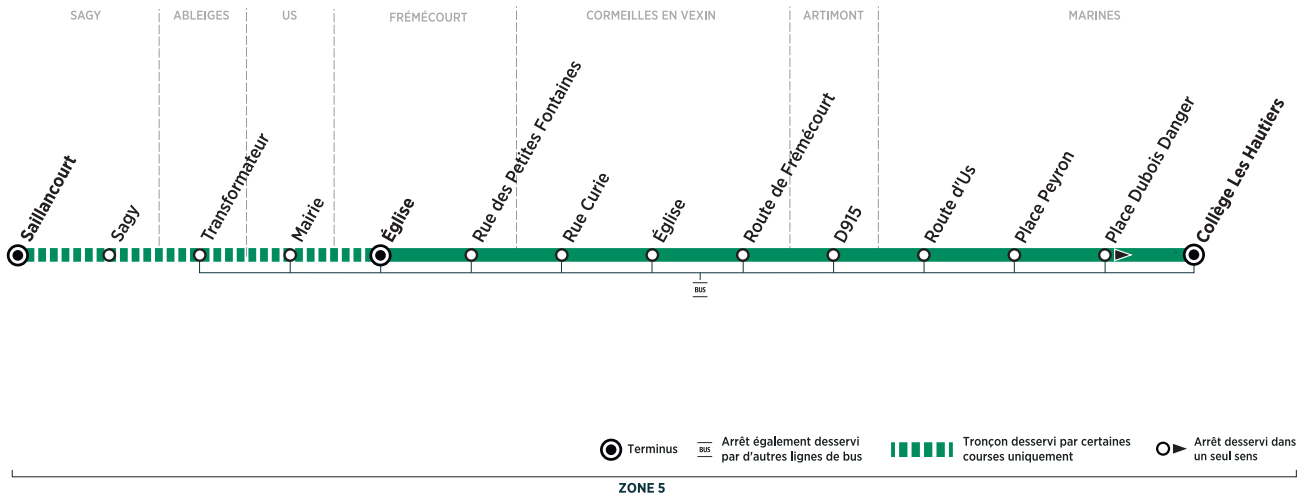 SAGY
ABLEIGES
US
FRÉMÉCOURT
CORMEILLES EN VEXIN
ARTIMONT
MARINES
Saillancourt
Sagy
Transformateur
Mairie
Église
Rue des Petites Fontaines
Rue Curie
Église
Route de Frémécourt
D915
Route d'Us
Place Peyron
Place Dubois Danger
Collège Les Hautiers
BUS
Terminus
BUS
Arrêt également desservi
par d'autres lignes de bus
Tronçon desservi par certaines
courses uniquement
Arrêt desservi dans
un seul sens
ZONE 5